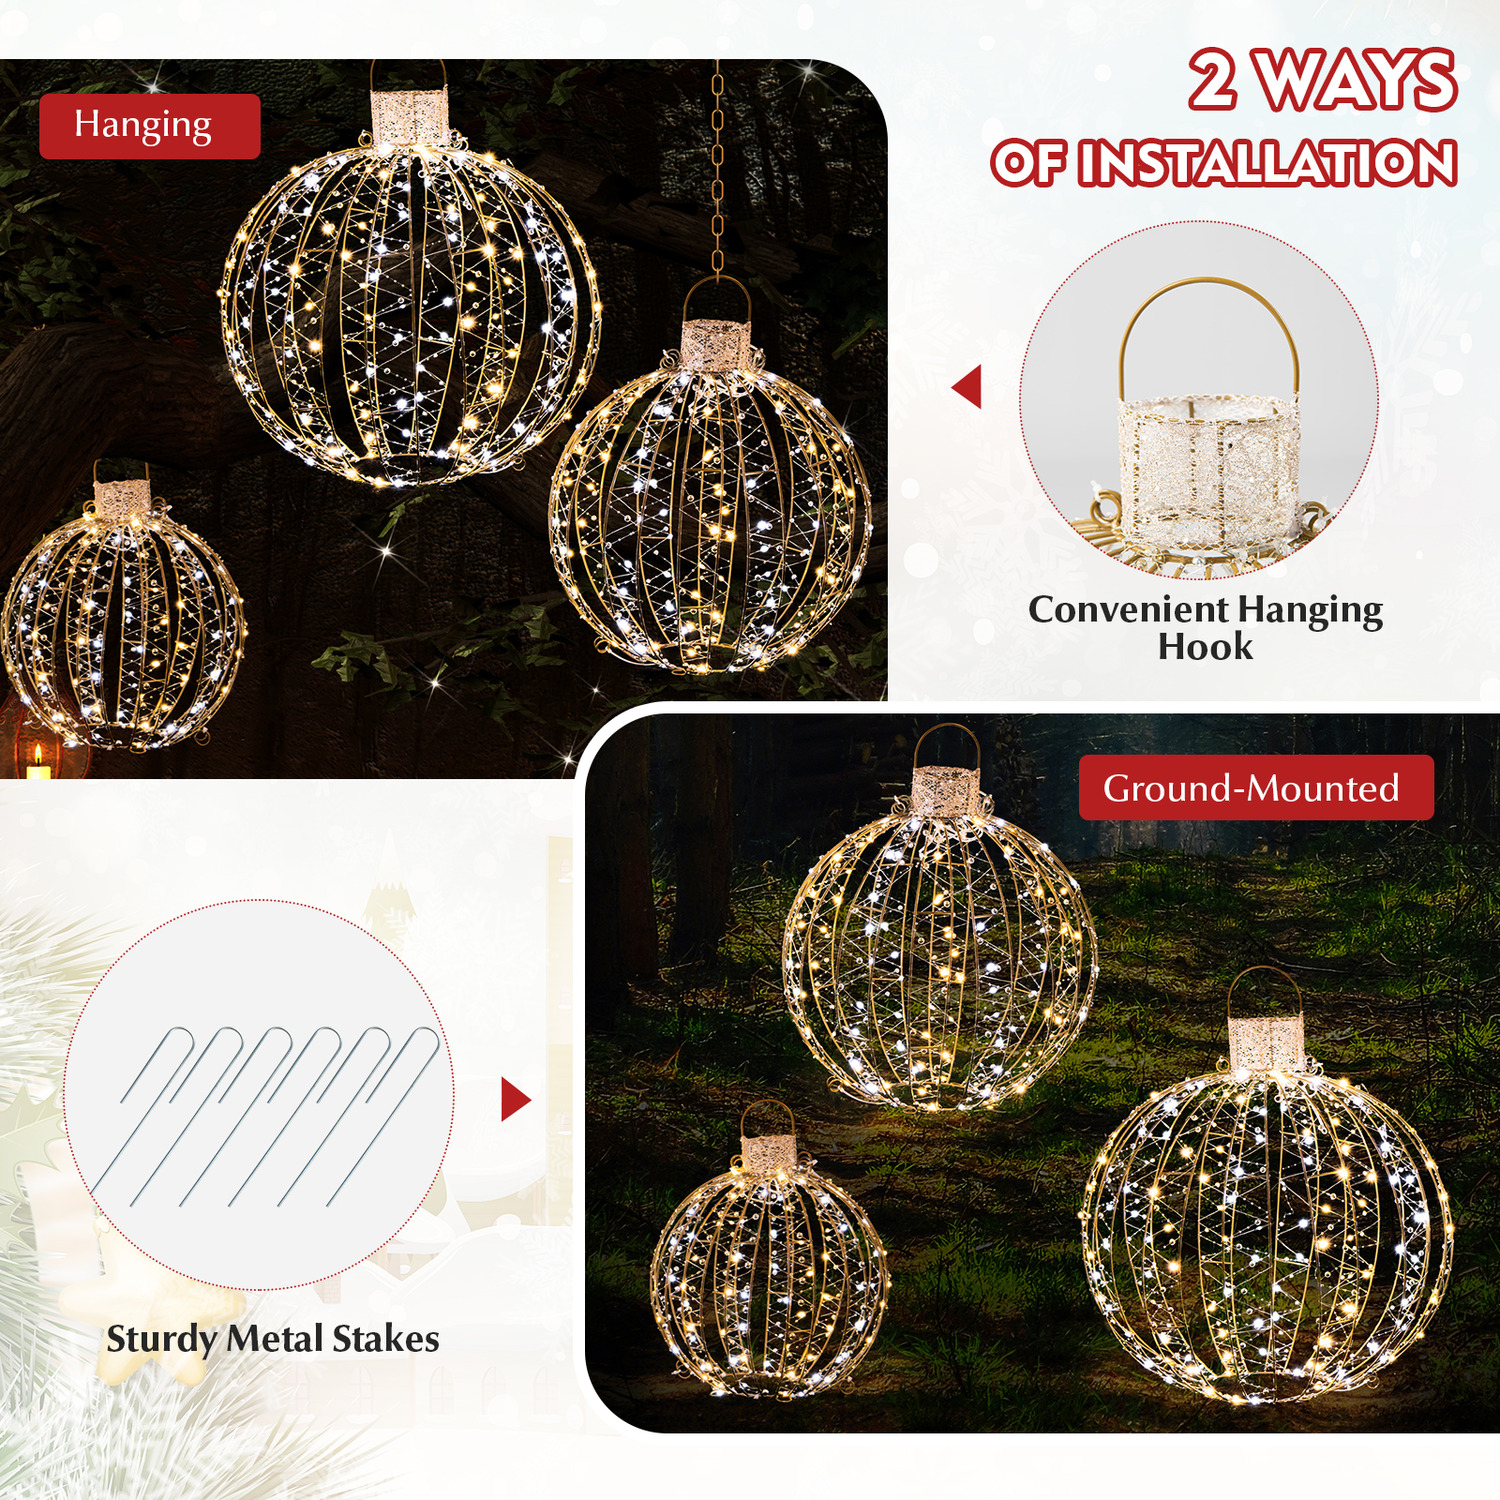 2 WAYS
OF INSTALLATION
Hanging
Convenient Hanging
Hook
Ground-Mounted
Sturdy Metal Stakes